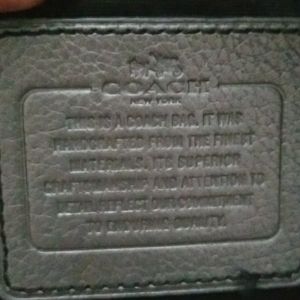 COACH
NEW YORK
THIS IS A COACH BAG. IT WAS
HANDCRAFTED FROM THE FINEST
MATERIALS. ITS SUPERIOR
CRAFTSMANSHIP AND ATTENTION TO
DETAIL REFLECT OUR COMMITMENT
TO ENDURING QUALITY.